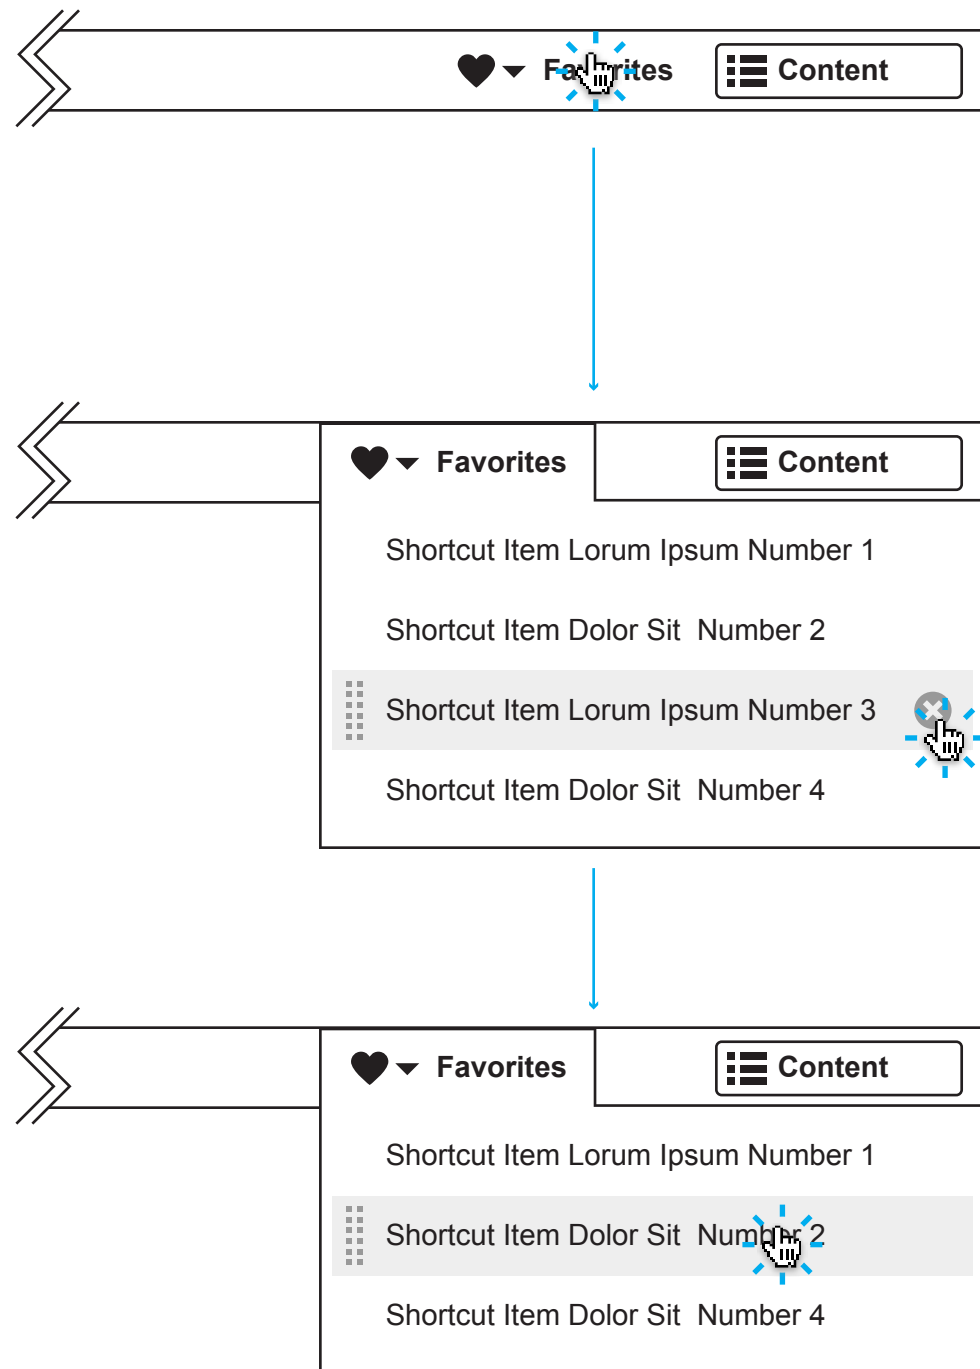 Favorites Content
Favorites Content
Shortcut Item Lorum Ipsum Number 1
Shortcut Item Dolor Sit  Number 2
Shortcut Item Lorum Ipsum Number 3
Shortcut Item Dolor Sit  Number 4
Favorites Content
Shortcut Item Lorum Ipsum Number 1
Shortcut Item Dolor Sit  Number 2
Shortcut Item Dolor Sit  Number 4